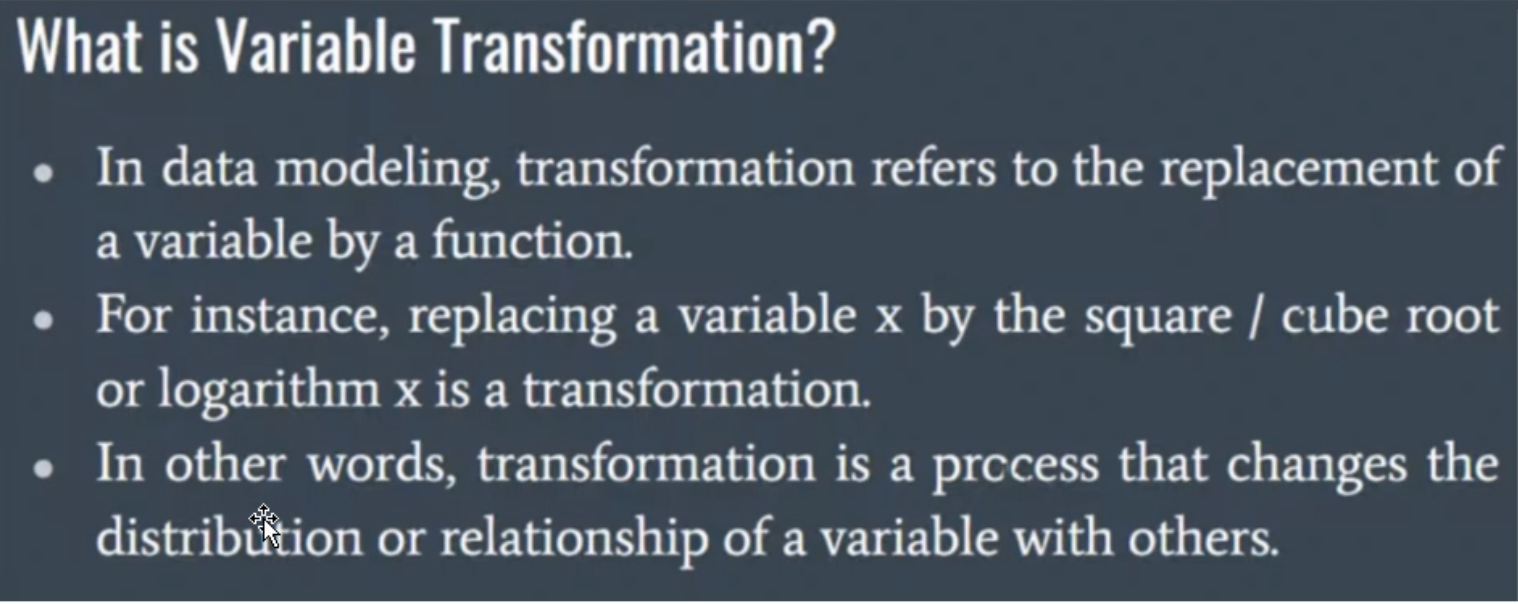 What is Variable Transformation?
• In data modeling, transformation refers to the replacement of
a variable by a function.
• For instance, replacing a variable x by the square / cube root
or logarithm x is a transformation.
• In other words, transformation is a process that changes the
distribution or relationship of a variable with others.